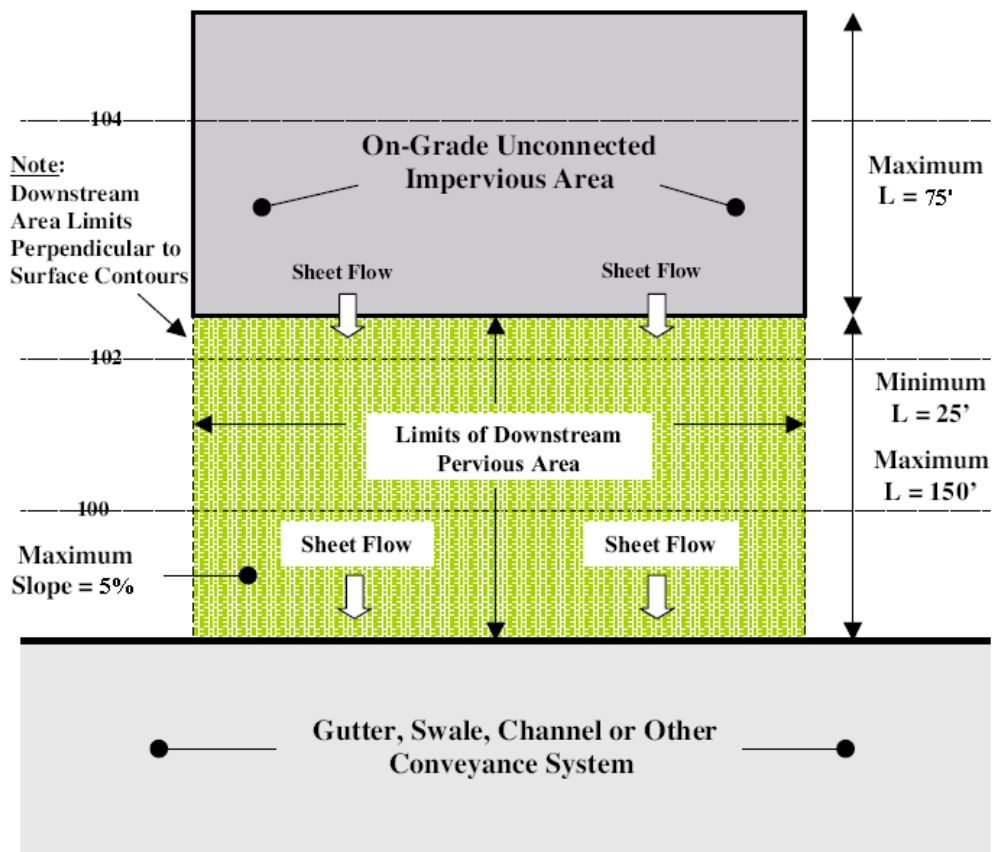 104
On-Grade Unconnected
Impervious Area
Note:
Downstream
Area Limits
Perpendicular to
Surface Contours
Maximum
L = 75'
Sheet Flow
Sheet Flow
102
Minimum
L = 25’
Limits of Downstream
Pervious Area
Maximum
L = 150’
100
Sheet Flow
Sheet Flow
Maximum
Slope = 5%
Gutter, Swale, Channel or Other
Conveyance System